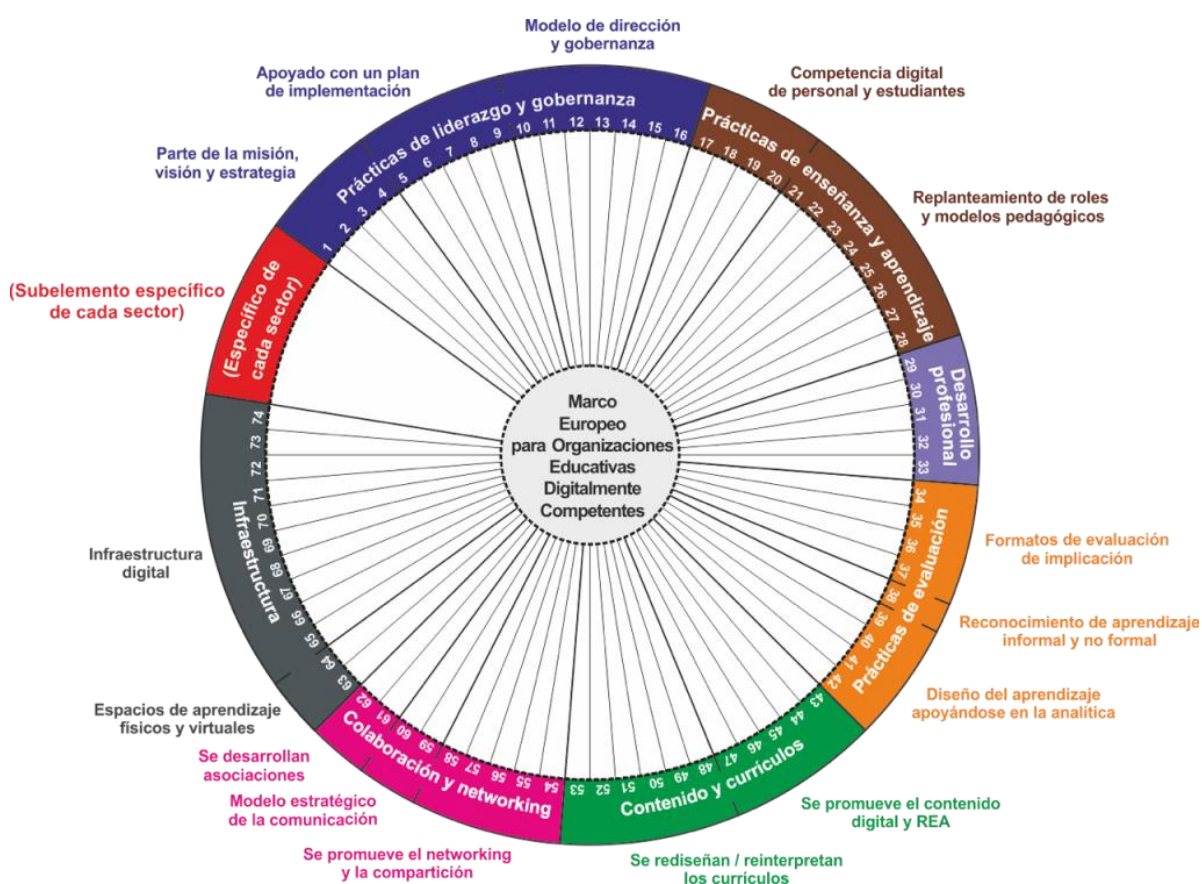 Modelo de dirección
y gobernanza
Apoyado con un plan
de implementación
Parte de la misión,
visión y estrategia
Competencia digital
de personal y estudiantes
Replanteamiento de roles
y modelos pedagógicos
Prácticas de liderazgo y gobernanza
1 2 3 4 5 6 7 8 9 10 11 12 13 14 15 16
Prácticas de enseñanza y aprendizaje
17 18 19 20 21 22 23 24 25 26 27 28
Desarrollo
profesional
29 30 31 32 33
Prácticas de evaluación
34 35 36 37 38 39 40 41 42
Formatos de evaluación
de implicación
Reconocimiento de aprendizaje
informal y no formal
Diseño del aprendizaje
apoyándose en la analítica
Contenido y currículos
43 44 45 46 47 48 49 50 51 52 53
Se promueve el contenido
digital y REA
Se rediseñan / reinterpretan
los currículos
Colaboración y networking
54 55 56 57 58 59 60 61 62
Se promueve el networking
y la compartición
Modelo estratégico
de la comunicación
Se desarrollan
asociaciones
Infraestructura
63 64 65 66 67 68 69 70 71 72 73 74
Espacios de aprendizaje
físicos y virtuales
Infraestructura
digital
(Específico de
cada sector)
(Subelemento específico
de cada sector)
Marco
Europeo
para Organizaciones
Educativas
Digitalmente
Competentes